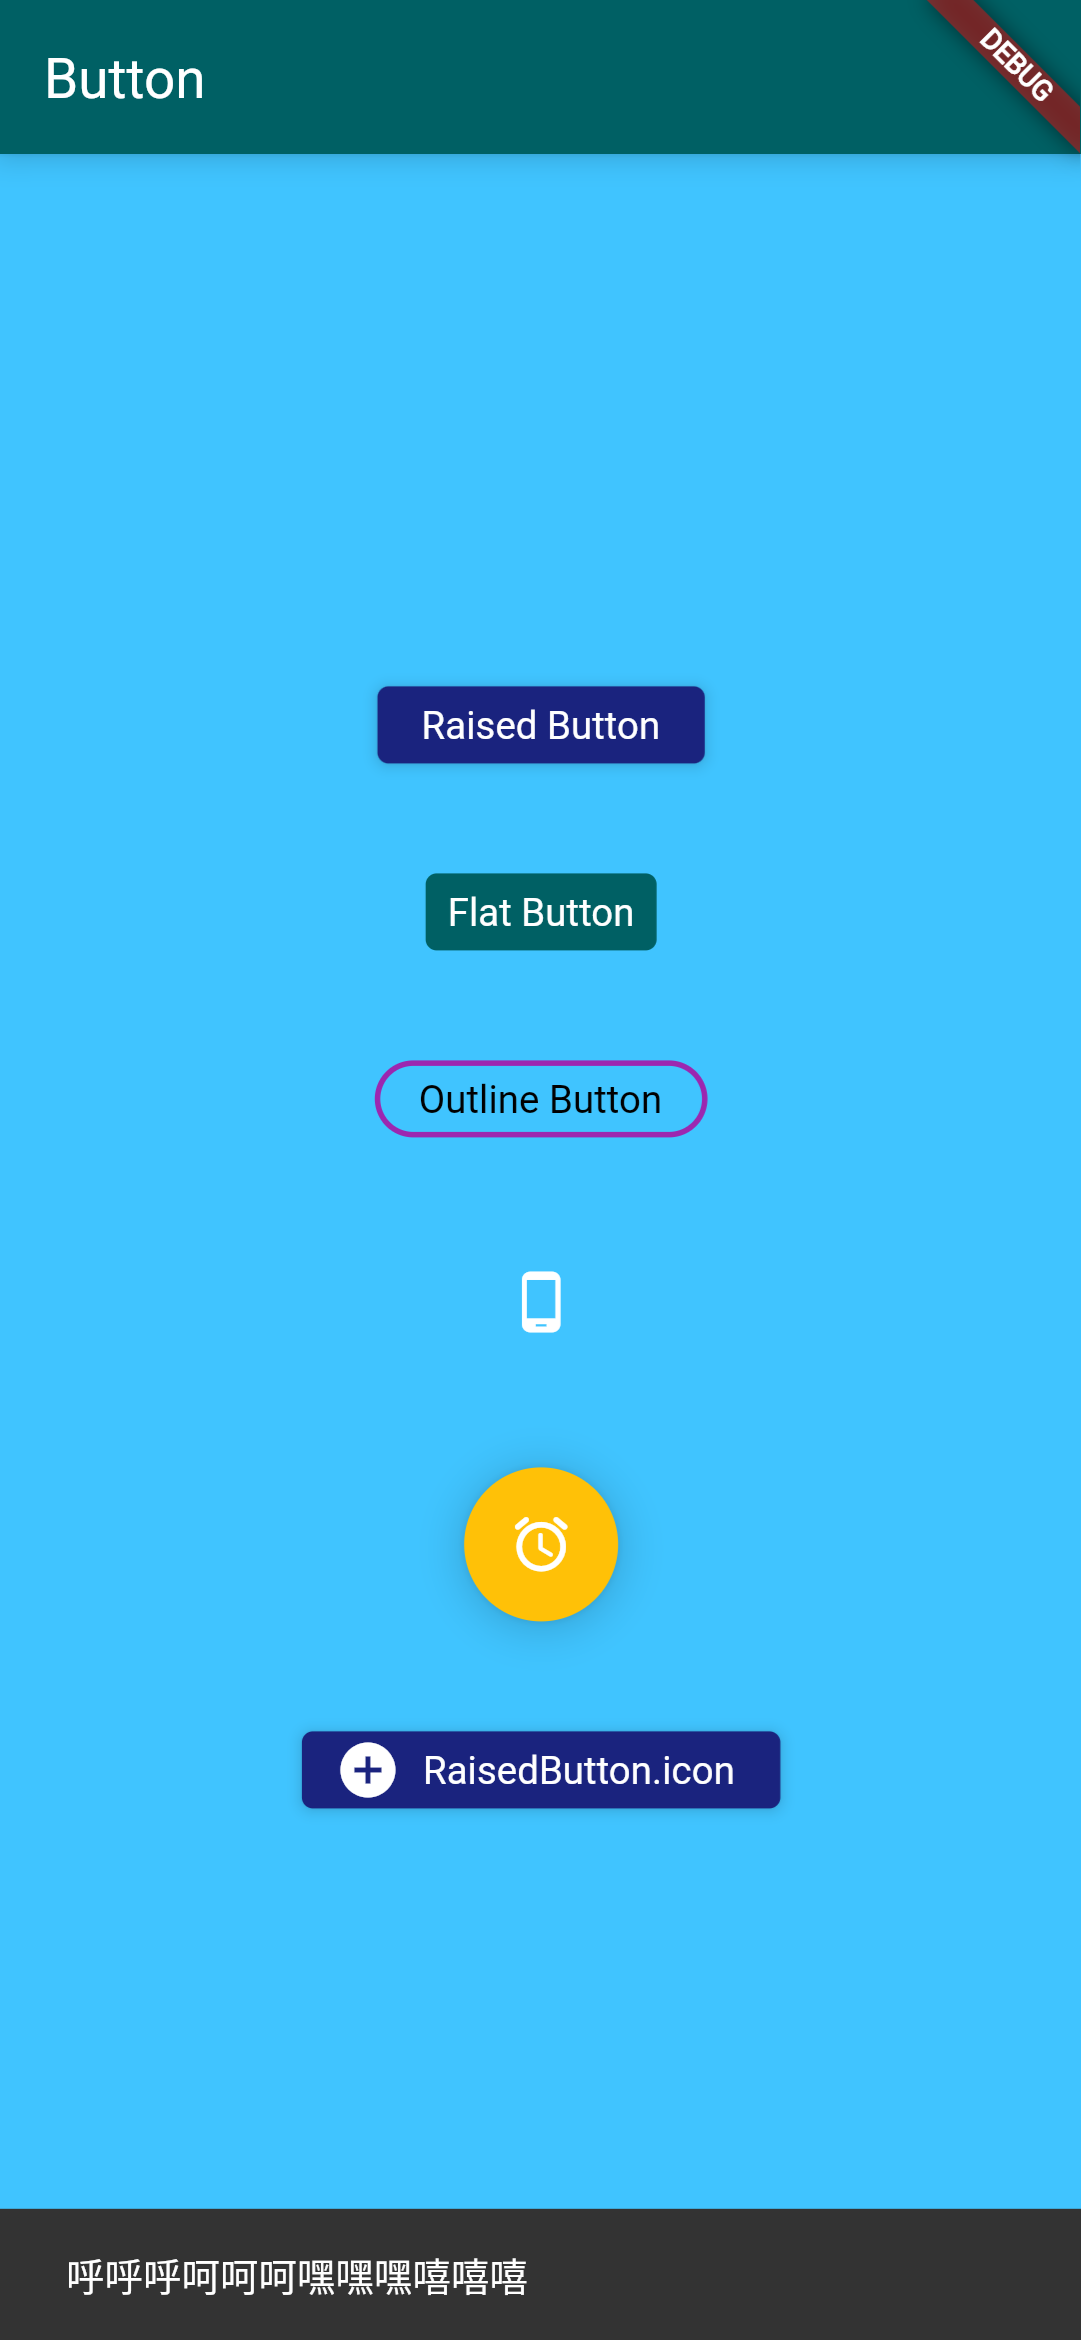 Button
DEBUG
Raised Button
Flat Button
Outline Button
RaisedButton.icon
呼呼呼呵呵呵嘿嘿嘿嘻嘻嘻